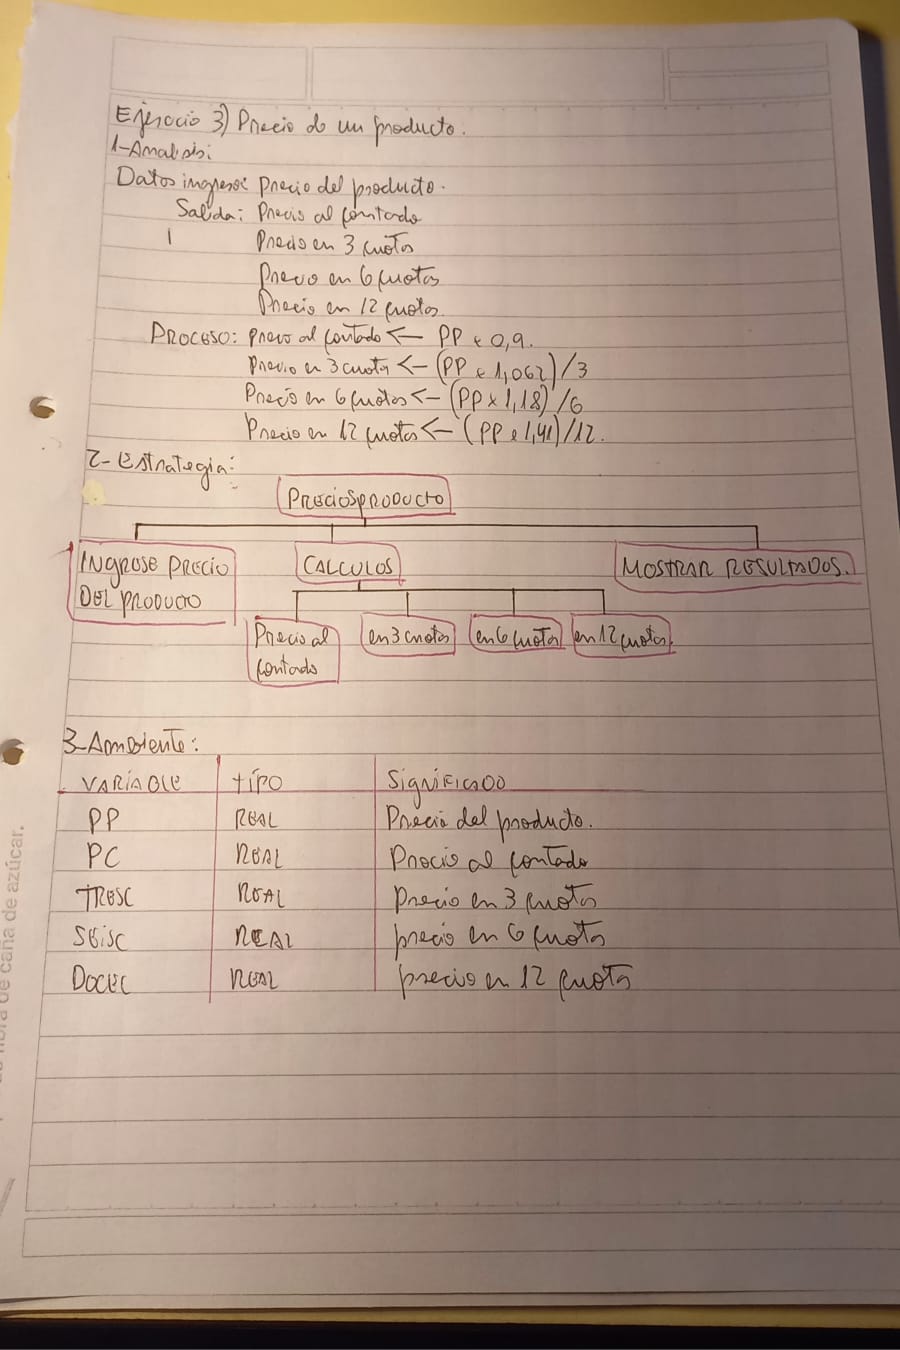 Ejercicio 3) Precio de un producto.
1-Analisis:
Datos ingreso: Precio del producto.
Salida: Precio al contado
Precio en 3 cuotas
Precio en 6 cuotas
Precio en 12 cuotas.
PROCESO: precio al contado ← PP x 0,9.
Precio en 3 cuotas ← (PP x 1,062)/3
Precio en 6 cuotas ← (PP x 1,18)/6
Precio en 12 cuotas ← (PP x 1,41)/12.
2-Estrategia:
PRECIOSPRODUCTO
INGRESE PRECIO DEL PRODUCTO
CALCULOS
MOSTRAR RESULTADOS.
Precio al contado
en 3 cuotas
en 6 cuotas
en 12 cuotas.
3-Ambiente:
VARIABLE TIPO SIGNIFICADO
PP REAL Precio del producto.
PC REAL Precio al contado
TRESC REAL Precio en 3 cuotas
SEISC REAL precio en 6 cuotas
DOCEC REAL precio en 12 cuotas
de caña de azúcar.